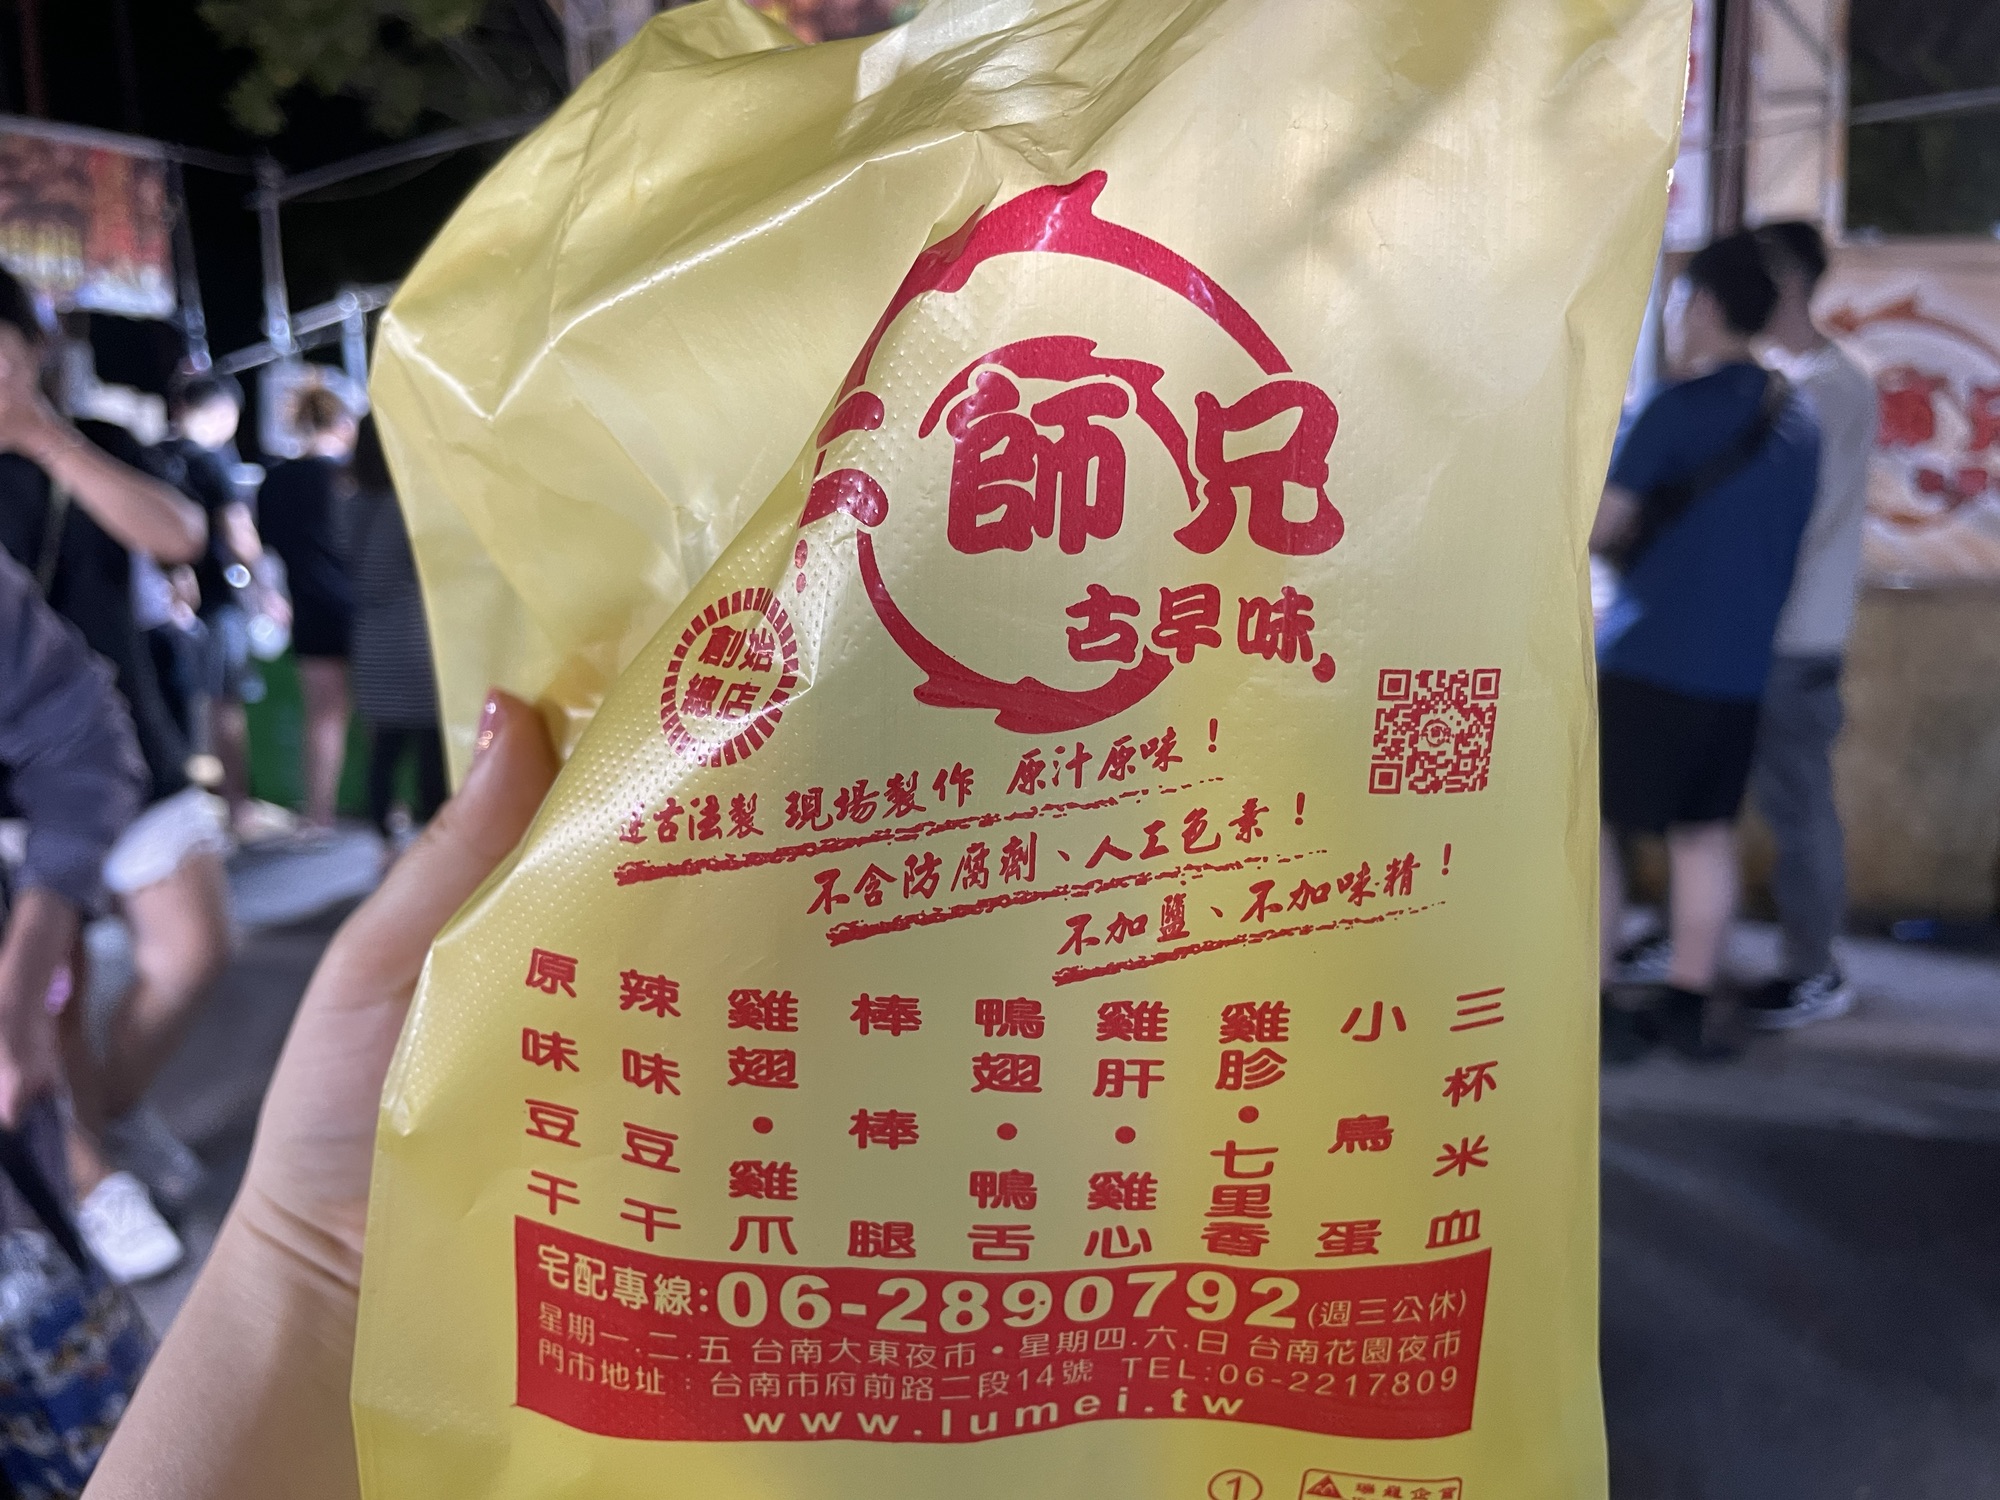 二師兄
古早味
創始
總店
遵古法製 現場製作 原汁原味！
不含防腐劑、人工色素！
不加鹽、不加味精！
原味豆干
辣味豆干
雞翅・雞爪
棒棒腿
鴨翅・鴨舌
雞肝・雞心
雞胗・七里香
小鳥蛋
三杯米血
宅配專線:06-2890792(週三公休)
星期一.二.五 台南大東夜市・星期四.六.日 台南花園夜市
門市地址：台南市府前路二段14號 TEL:06-2217809
www.lumei.tw
1